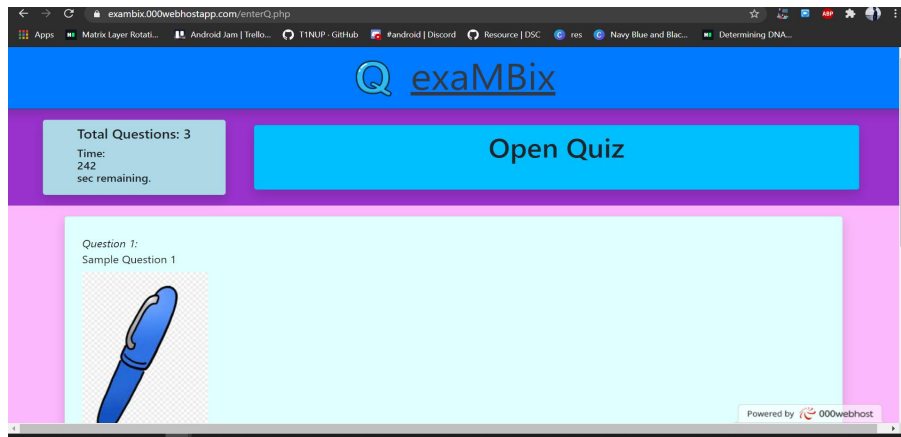 exambix.000webhostapp.com/enterQ.php
ABP
Apps
Matrix Layer Rotati...
Android Jam | Trello...
T1NUP · GitHub
#android | Discord
Resource | DSC
res
Navy Blue and Blac...
Determining DNA...
Q exaMBix
Total Questions: 3
Time:
242
sec remaining.
Open Quiz
Question 1:
Sample Question 1
Powered by 000webhost